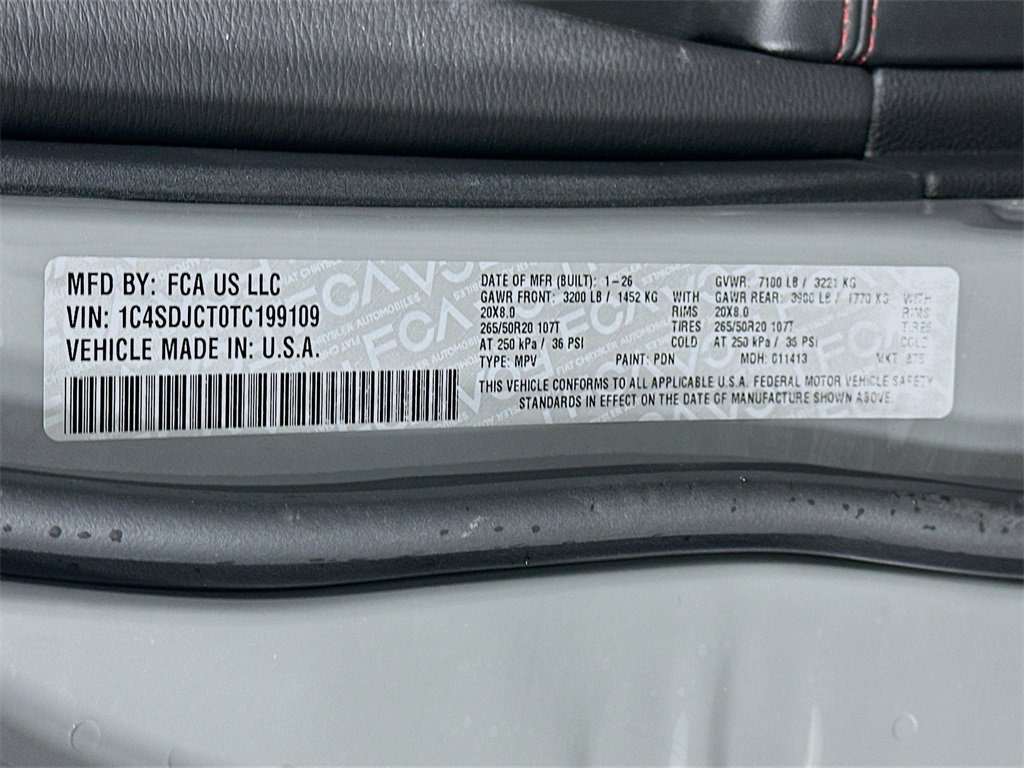 MFD BY: FCA US LLC
VIN: 1C4SDJCT0TC199109
VEHICLE MADE IN: U.S.A.
DATE OF MFR (BUILT): 1-26 GVWR: 7100 LB / 3221 KG
GAWR FRONT: 3200 LB / 1452 KG WITH GAWR REAR: 3900 LB / 1770 KG WITH
20X8.0 RIMS 20X8.0 RIMS
265/50R20 107T TIRES 265/50R20 107T TIRES
AT 250 kPa / 36 PSI COLD AT 250 kPa / 36 PSI COLD
TYPE: MPV PAINT: PDN MDH: 011413 MKT:
THIS VEHICLE CONFORMS TO ALL APPLICABLE U.S.A. FEDERAL MOTOR VEHICLE SAFETY
STANDARDS IN EFFECT ON THE DATE OF MANUFACTURE SHOWN ABOVE.